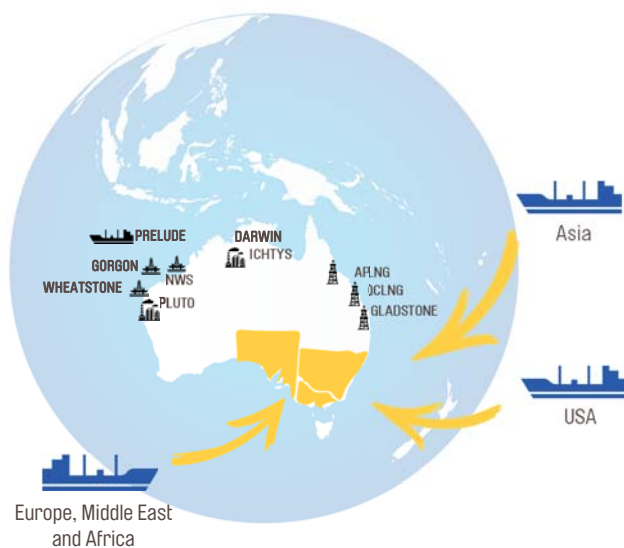 PRELUDE
DARWIN
ICHTYS
GORGON
NWS
WHEATSTONE
PLUTO
APLNG
QCLNG
GLADSTONE
Asia
USA
Europe, Middle East
and Africa